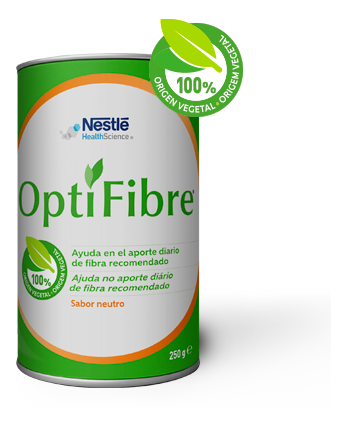 100%
ORIGEN VEGETAL • ORIGEM VEGETAL •
Nestlé
HealthScience®
OptiFibre®
Ayuda en el aporte diario
de fibra recomendado
Ajuda no aporte diário
de fibra recomendado
100%
ORIGEN VEGETAL • ORIGEM VEGETAL •
Sabor neutro
250 g e